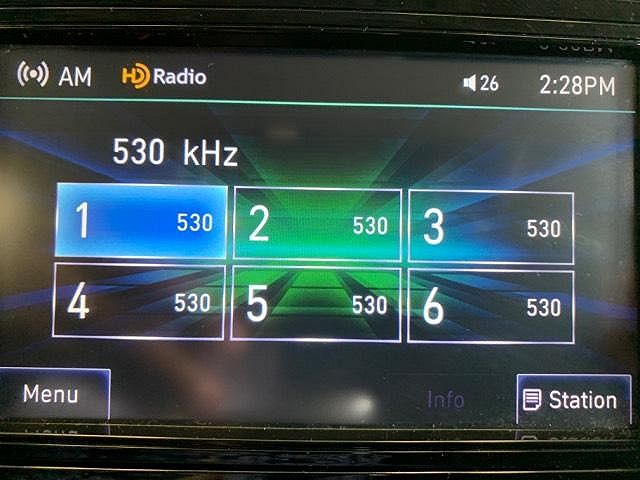 AM HD Radio 26 2:28PM
530 kHz
1 530 2 530 3 530
4 530 5 530 6 530
Menu Info Station